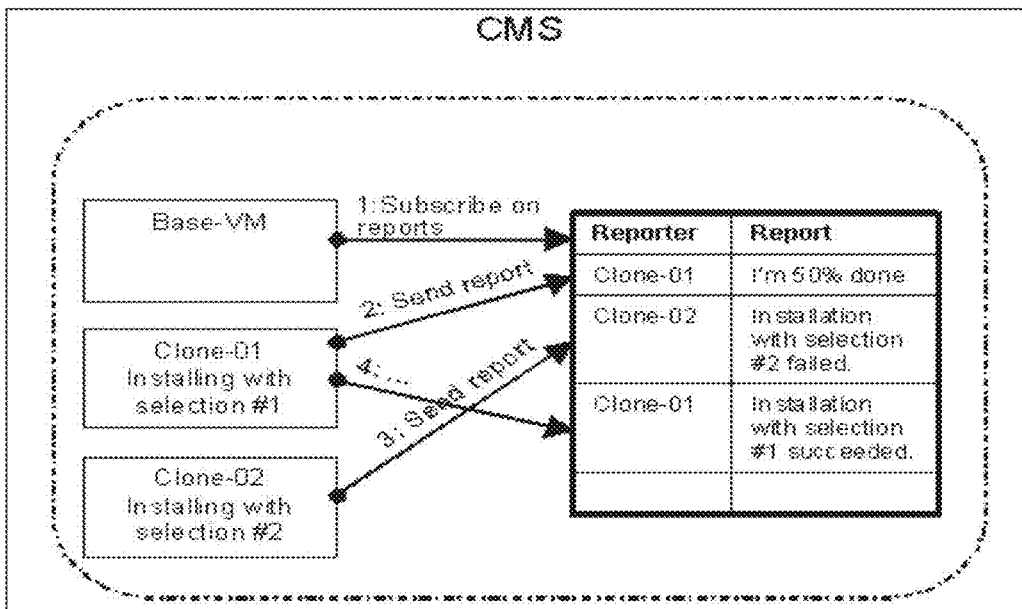 CMS
Base-VM
1:Subscribe on
reports
2: Send report
Clone-01
Installing with
selection #1
4: ...
3: Send report
Clone-02
Installing with
selection #2
Reporter Report
Clone-01 I'm 50% done
Clone-02 Installation
with selection
#2 failed.
Clone-01 Installation
with selection
#1 succeeded.